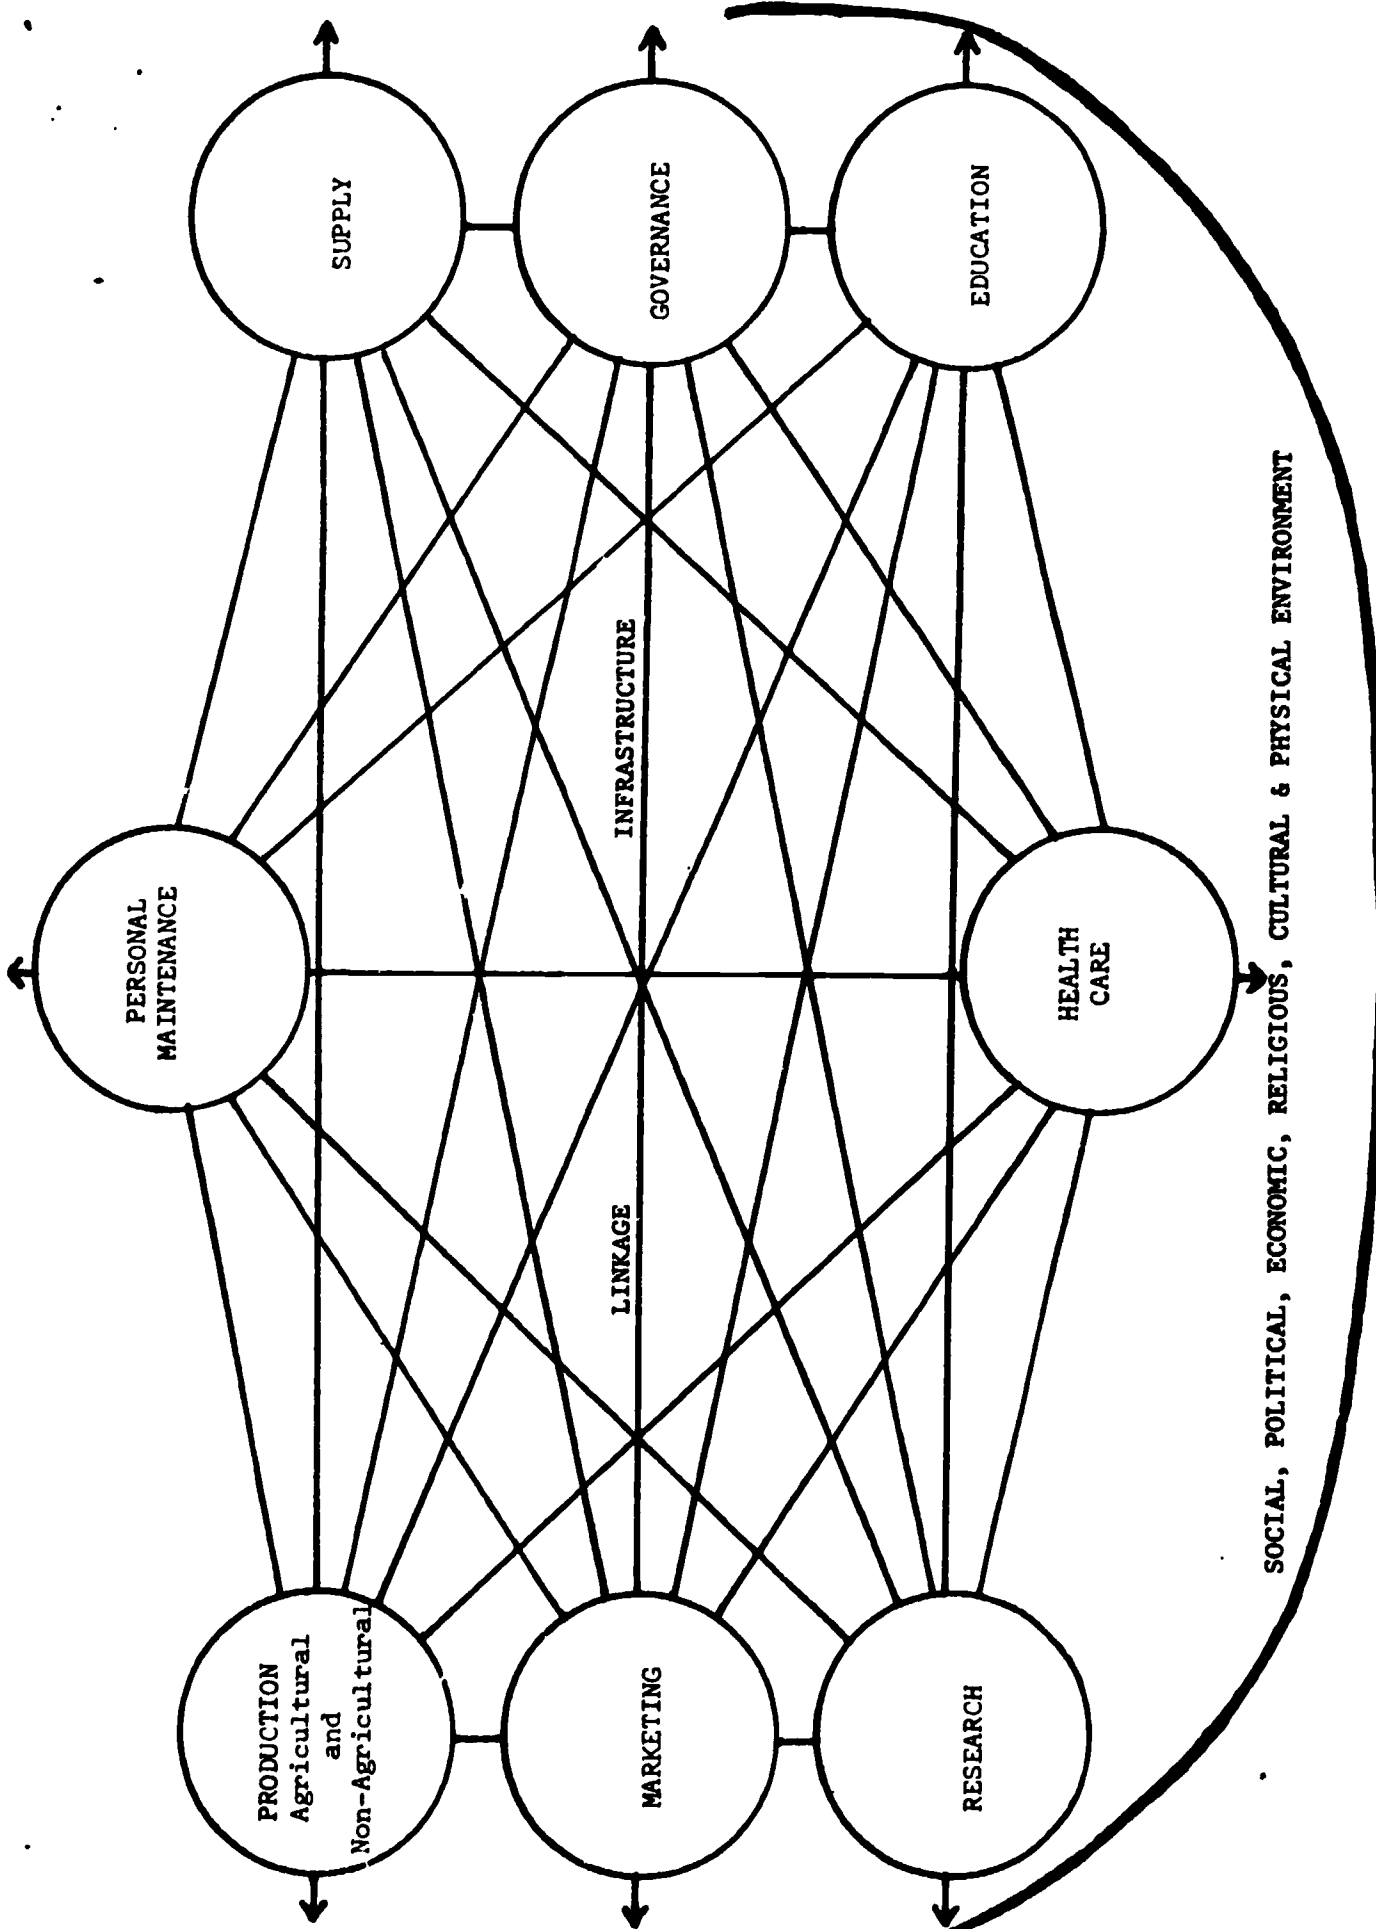 PERSONAL
MAINTENANCE
PRODUCTION
Agricultural
and
Non-Agricultural
SUPPLY
MARKETING
LINKAGE
INFRASTRUCTURE
GOVERNANCE
RESEARCH
EDUCATION
HEALTH
CARE
SOCIAL, POLITICAL, ECONOMIC, RELIGIOUS, CULTURAL & PHYSICAL ENVIRONMENT